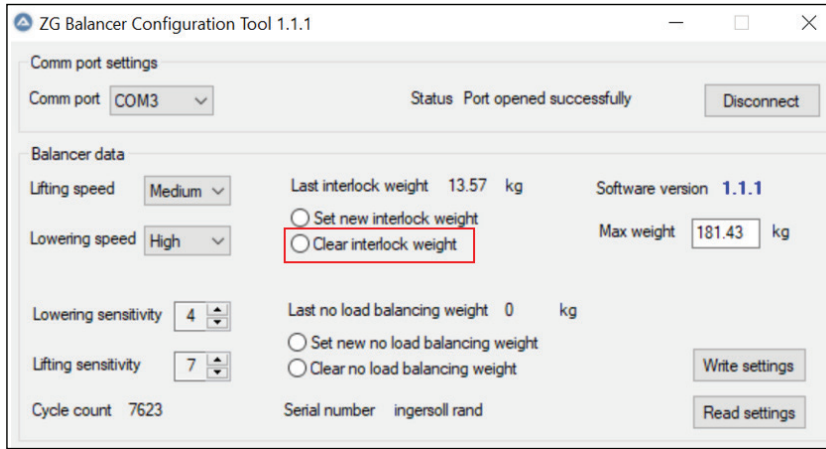 ZG Balancer Configuration Tool 1.1.1
Comm port settings
Comm port COM3 Status Port opened successfully Disconnect
Balancer data
Lifting speed Medium Last interlock weight 13.57 kg Software version 1.1.1
Set new interlock weight
Lowering speed High Clear interlock weight Max weight 181.43 kg
Lowering sensitivity 4 Last no load balancing weight 0 kg
Set new no load balancing weight
Lifting sensitivity 7 Clear no load balancing weight Write settings
Cycle count 7623 Serial number ingersoll rand Read settings